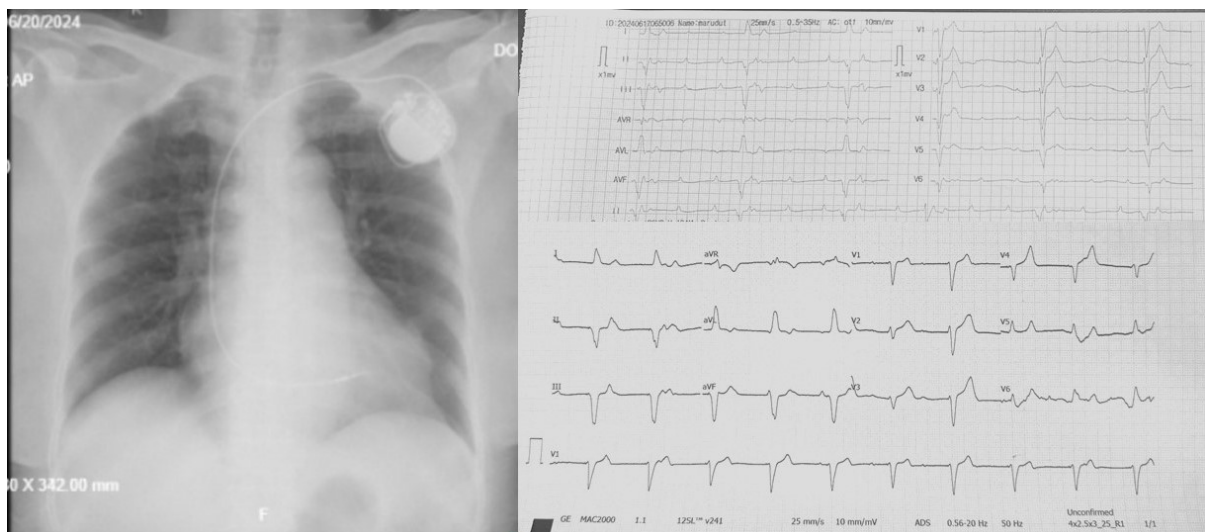 6/20/2024
DO
AP
0 X 342.00 mm
F
ID: 20240617065006 Name: marudut 25mm/s 0.5-35Hz AC: off 10mm/mv
I
II
III
AVR
AVL
AVF
II
x1mv
V1
V2
V3
V4
V5
V6
x1mv
I aVR V1 V4
II aVL V2 V5
III aVF V3 V6
GE MAC2000 1.1 12SL™ v241 25 mm/s 10 mm/mV ADS 0.56-20 Hz 50 Hz
Unconfirmed
4x2.5x3_25_R1 1/1